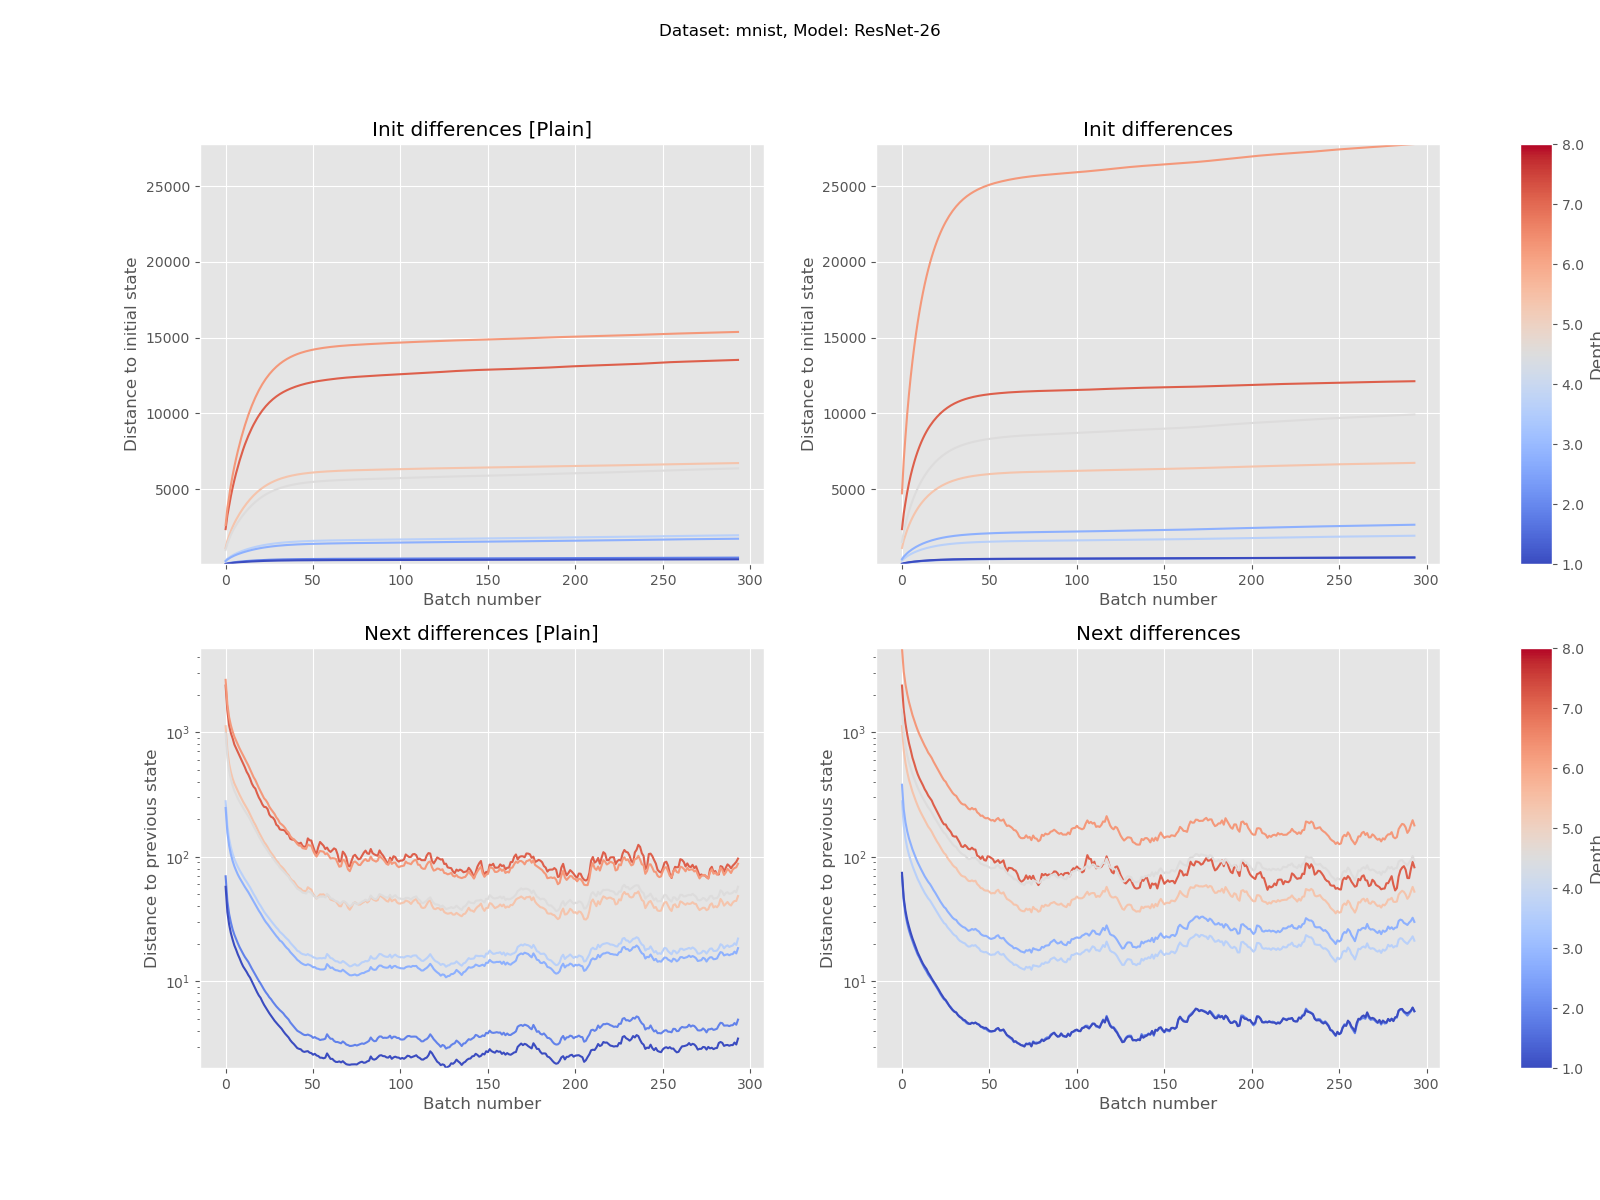 Dataset: mnist, Model: ResNet-26
Init differences [Plain]
Distance to initial state
25000
20000
15000
10000
5000
0 50 100 150 200 250 300
Batch number
Init differences
Distance to initial state
25000
20000
15000
10000
5000
0 50 100 150 200 250 300
Batch number
8.0
7.0
6.0
5.0
4.0
3.0
2.0
1.0
Depth
Next differences [Plain]
Distance to previous state
10³
10²
10¹
0 50 100 150 200 250 300
Batch number
Next differences
Distance to previous state
10³
10²
10¹
0 50 100 150 200 250 300
Batch number
8.0
7.0
6.0
5.0
4.0
3.0
2.0
1.0
Depth